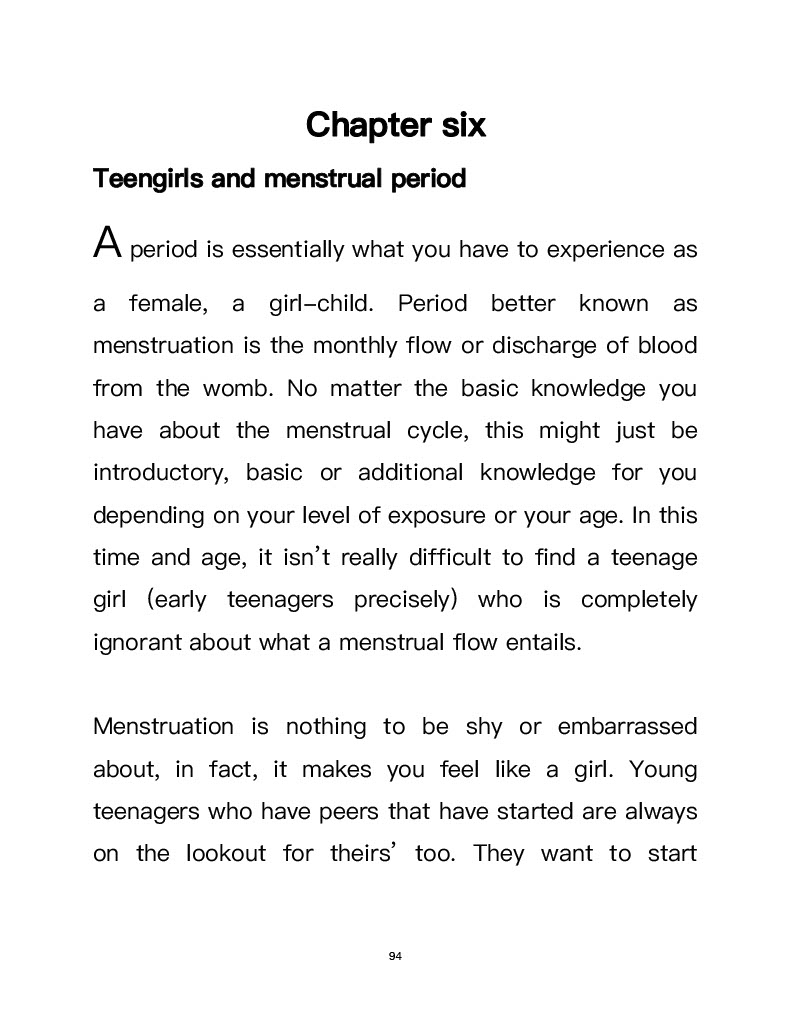 Chapter six
Teengirls and menstrual period
A period is essentially what you have to experience as
a female, a girl–child. Period better known as
menstruation is the monthly flow or discharge of blood
from the womb. No matter the basic knowledge you
have about the menstrual cycle, this might just be
introductory, basic or additional knowledge for you
depending on your level of exposure or your age. In this
time and age, it isn’t really difficult to find a teenage
girl (early teenagers precisely) who is completely
ignorant about what a menstrual flow entails.
Menstruation is nothing to be shy or embarrassed
about, in fact, it makes you feel like a girl. Young
teenagers who have peers that have started are always
on the lookout for theirs’ too. They want to start
94